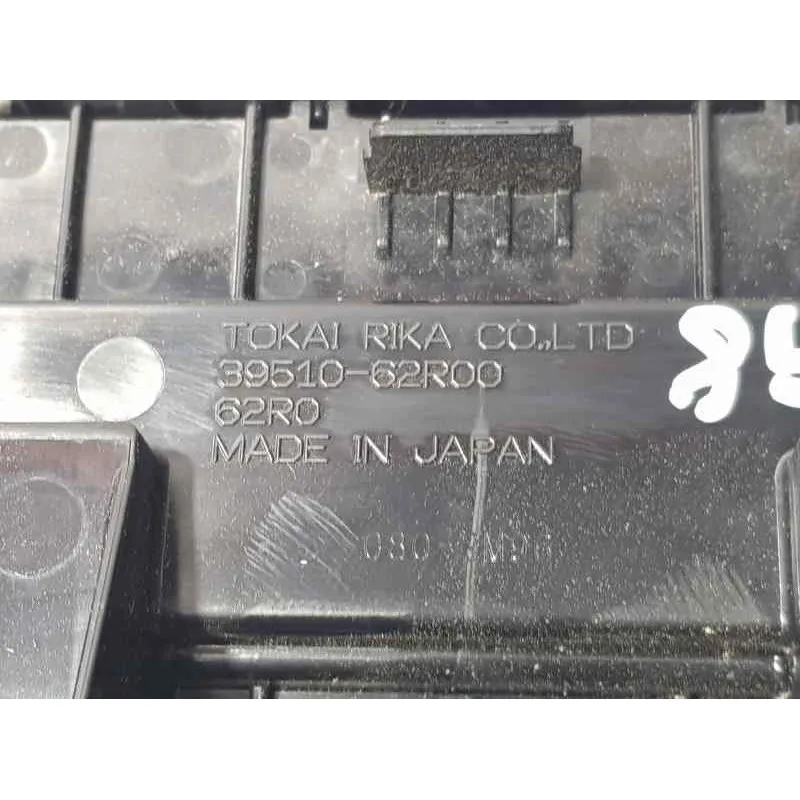 TOKAI RIKA CO.,LTD
39510-62R00
62R0
MADE IN JAPAN